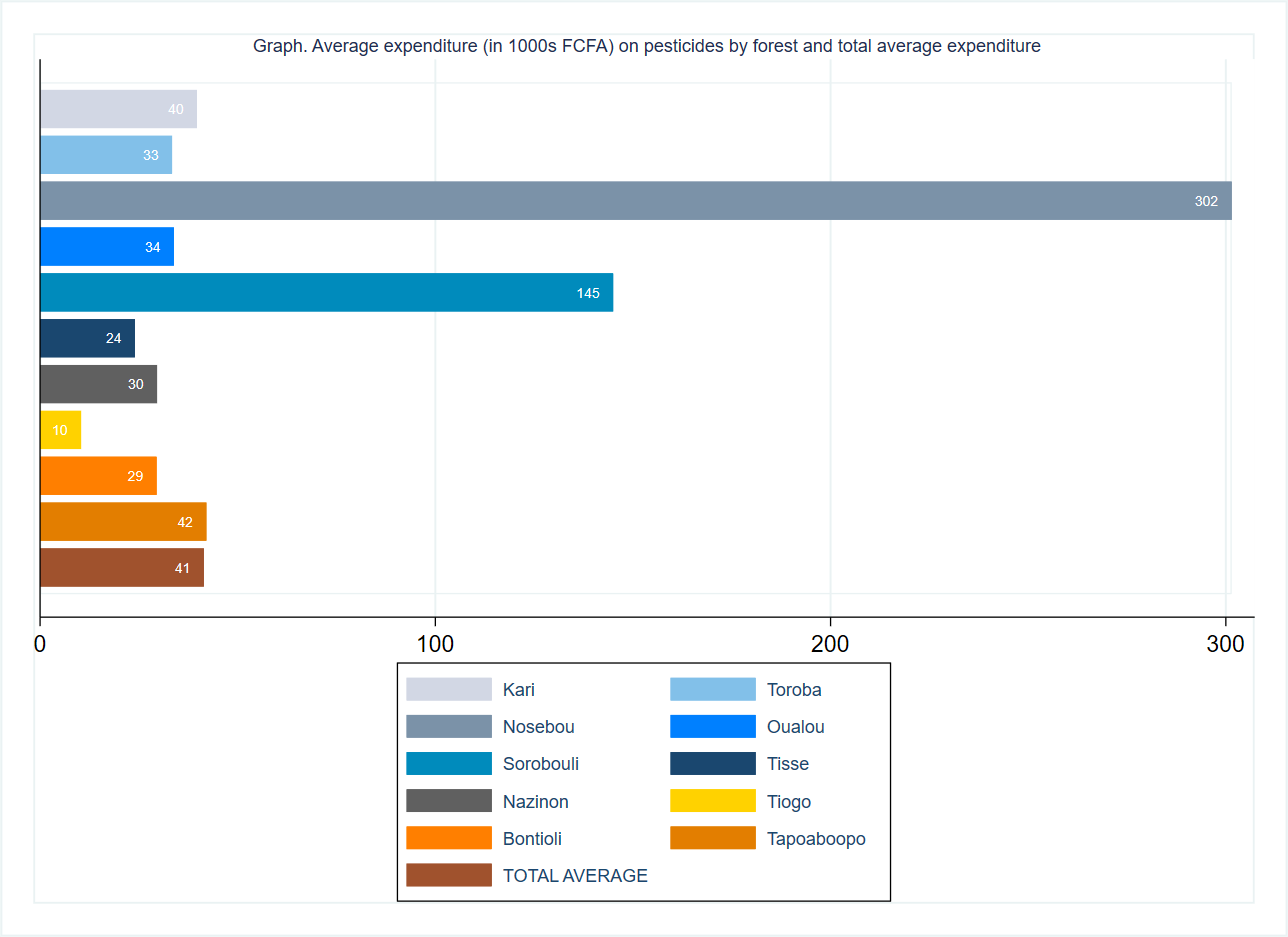 Graph. Average expenditure (in 1000s FCFA) on pesticides by forest and total average expenditure
40
33
302
34
145
24
30
10
29
42
41
0 100 200 300
Kari Toroba
Nosebou Oualou
Sorobouli Tisse
Nazinon Tiogo
Bontioli Tapoaboopo
TOTAL AVERAGE